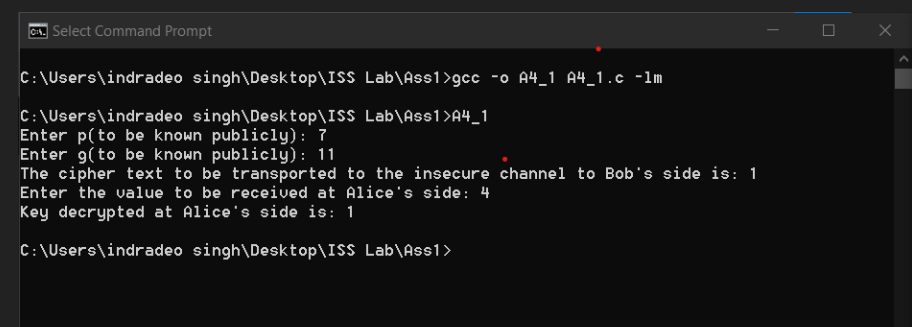 Select Command Prompt
C:\Users\indradeo singh\Desktop\ISS Lab\Ass1>gcc -o A4_1 A4_1.c -lm
C:\Users\indradeo singh\Desktop\ISS Lab\Ass1>A4_1
Enter p(to be known publicly): 7
Enter g(to be known publicly): 11
The cipher text to be transported to the insecure channel to Bob's side is: 1
Enter the value to be received at Alice's side: 4
Key decrypted at Alice's side is: 1
C:\Users\indradeo singh\Desktop\ISS Lab\Ass1>